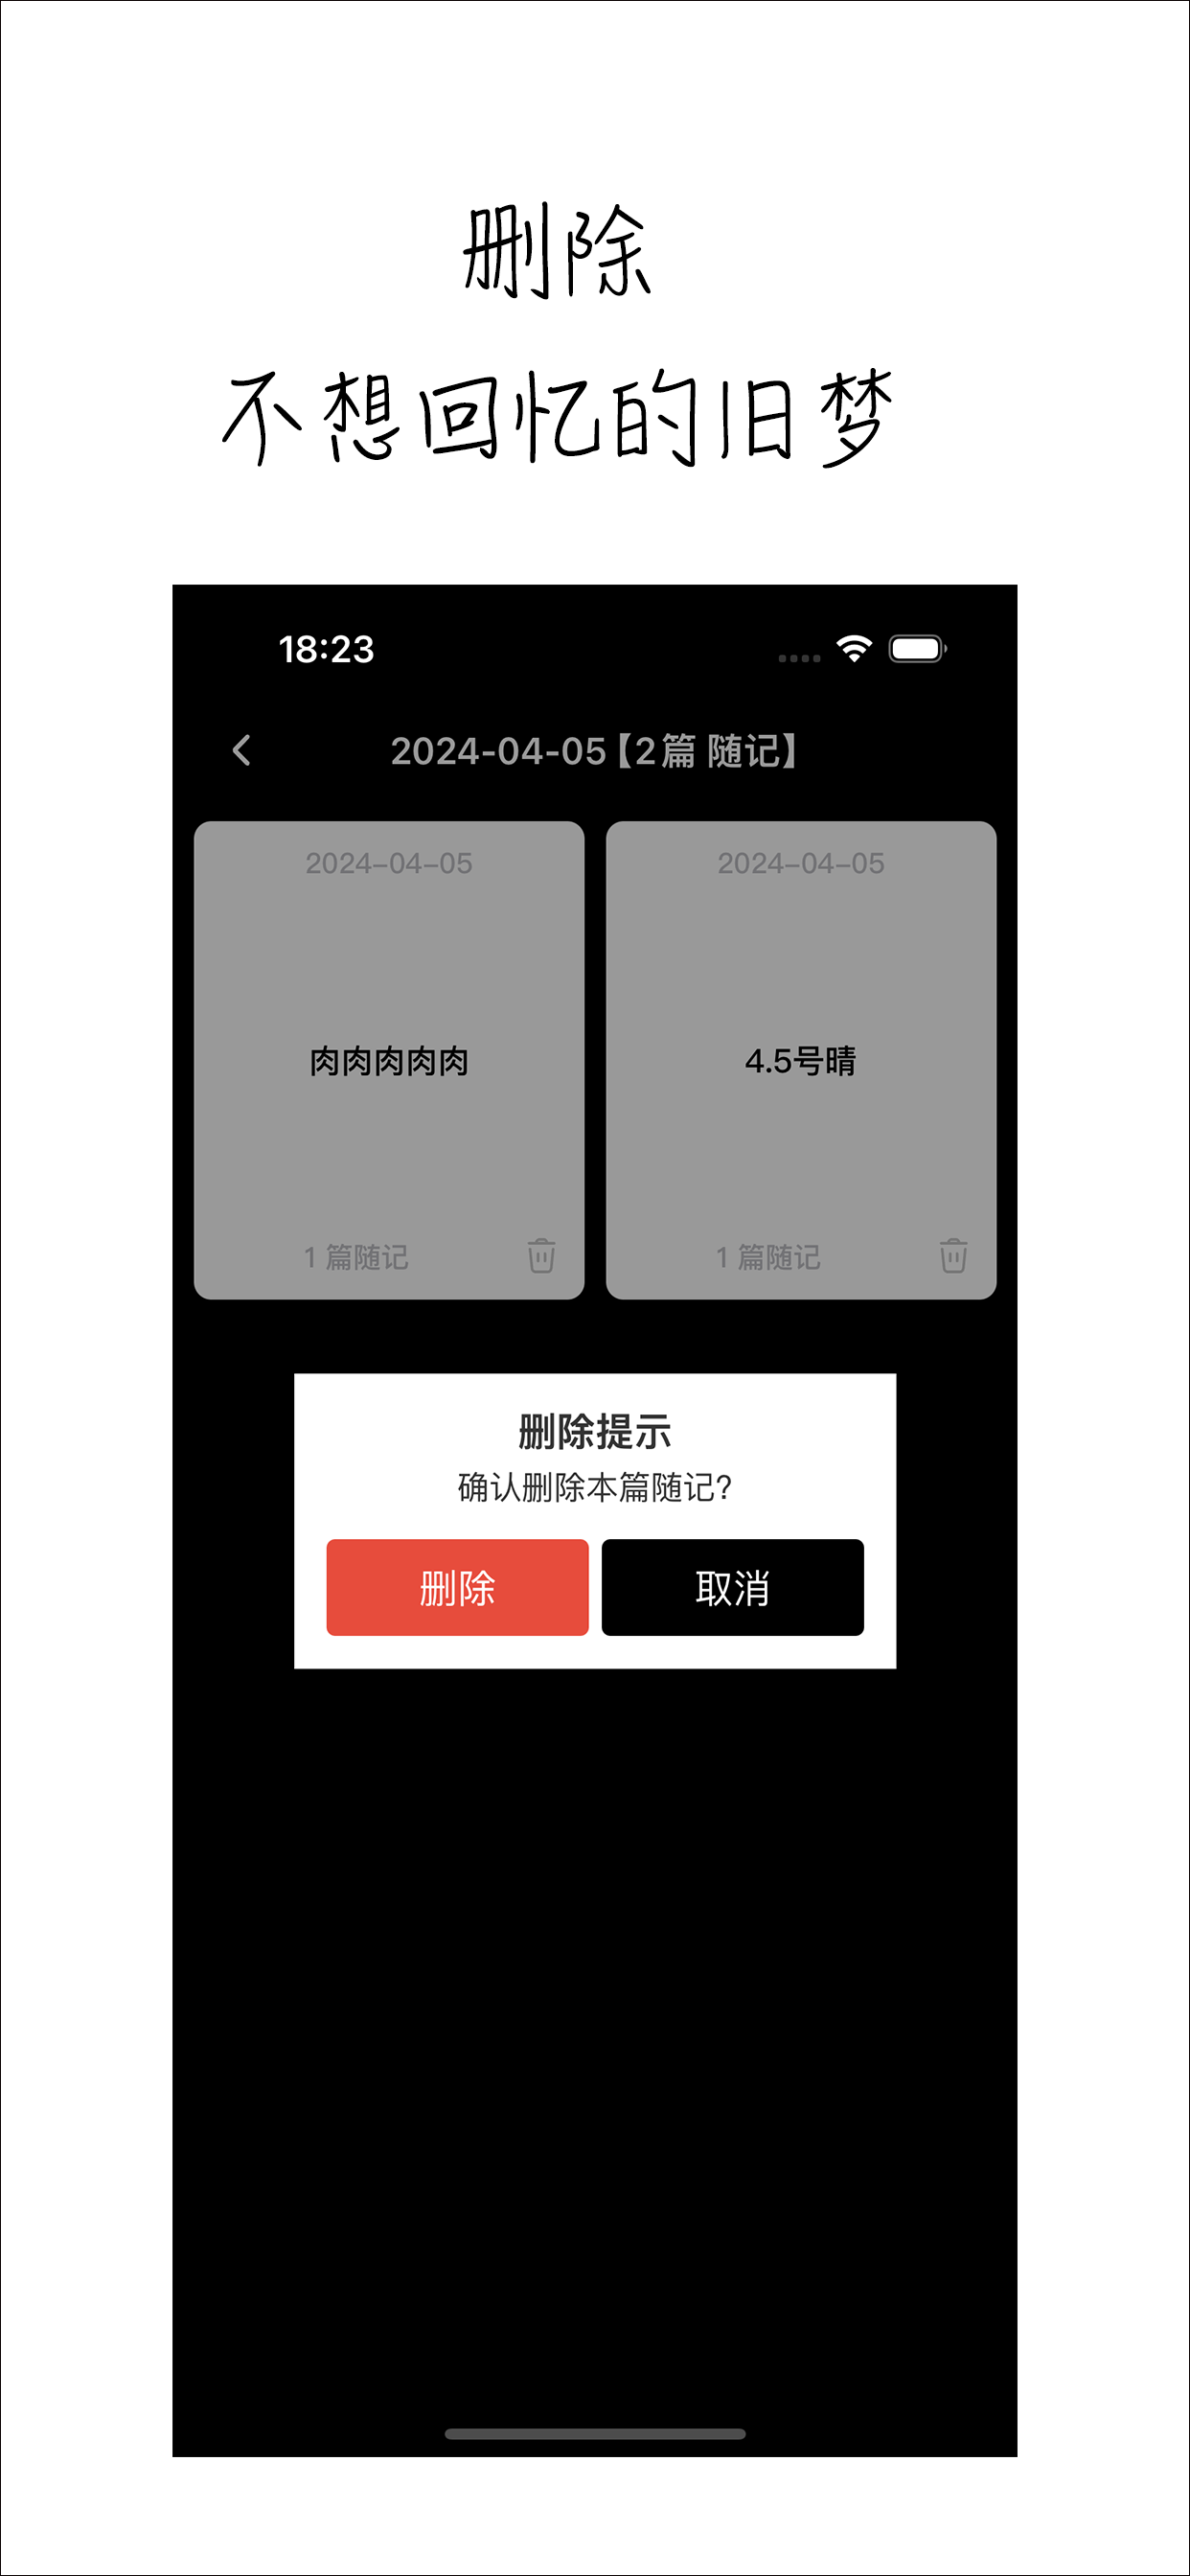 删除
不想回忆的旧梦
18:23
2024-04-05【2篇 随记】
2024-04-05
肉肉肉肉肉
1 篇随记
2024-04-05
4.5号晴
1 篇随记
删除提示
确认删除本篇随记?
删除
取消